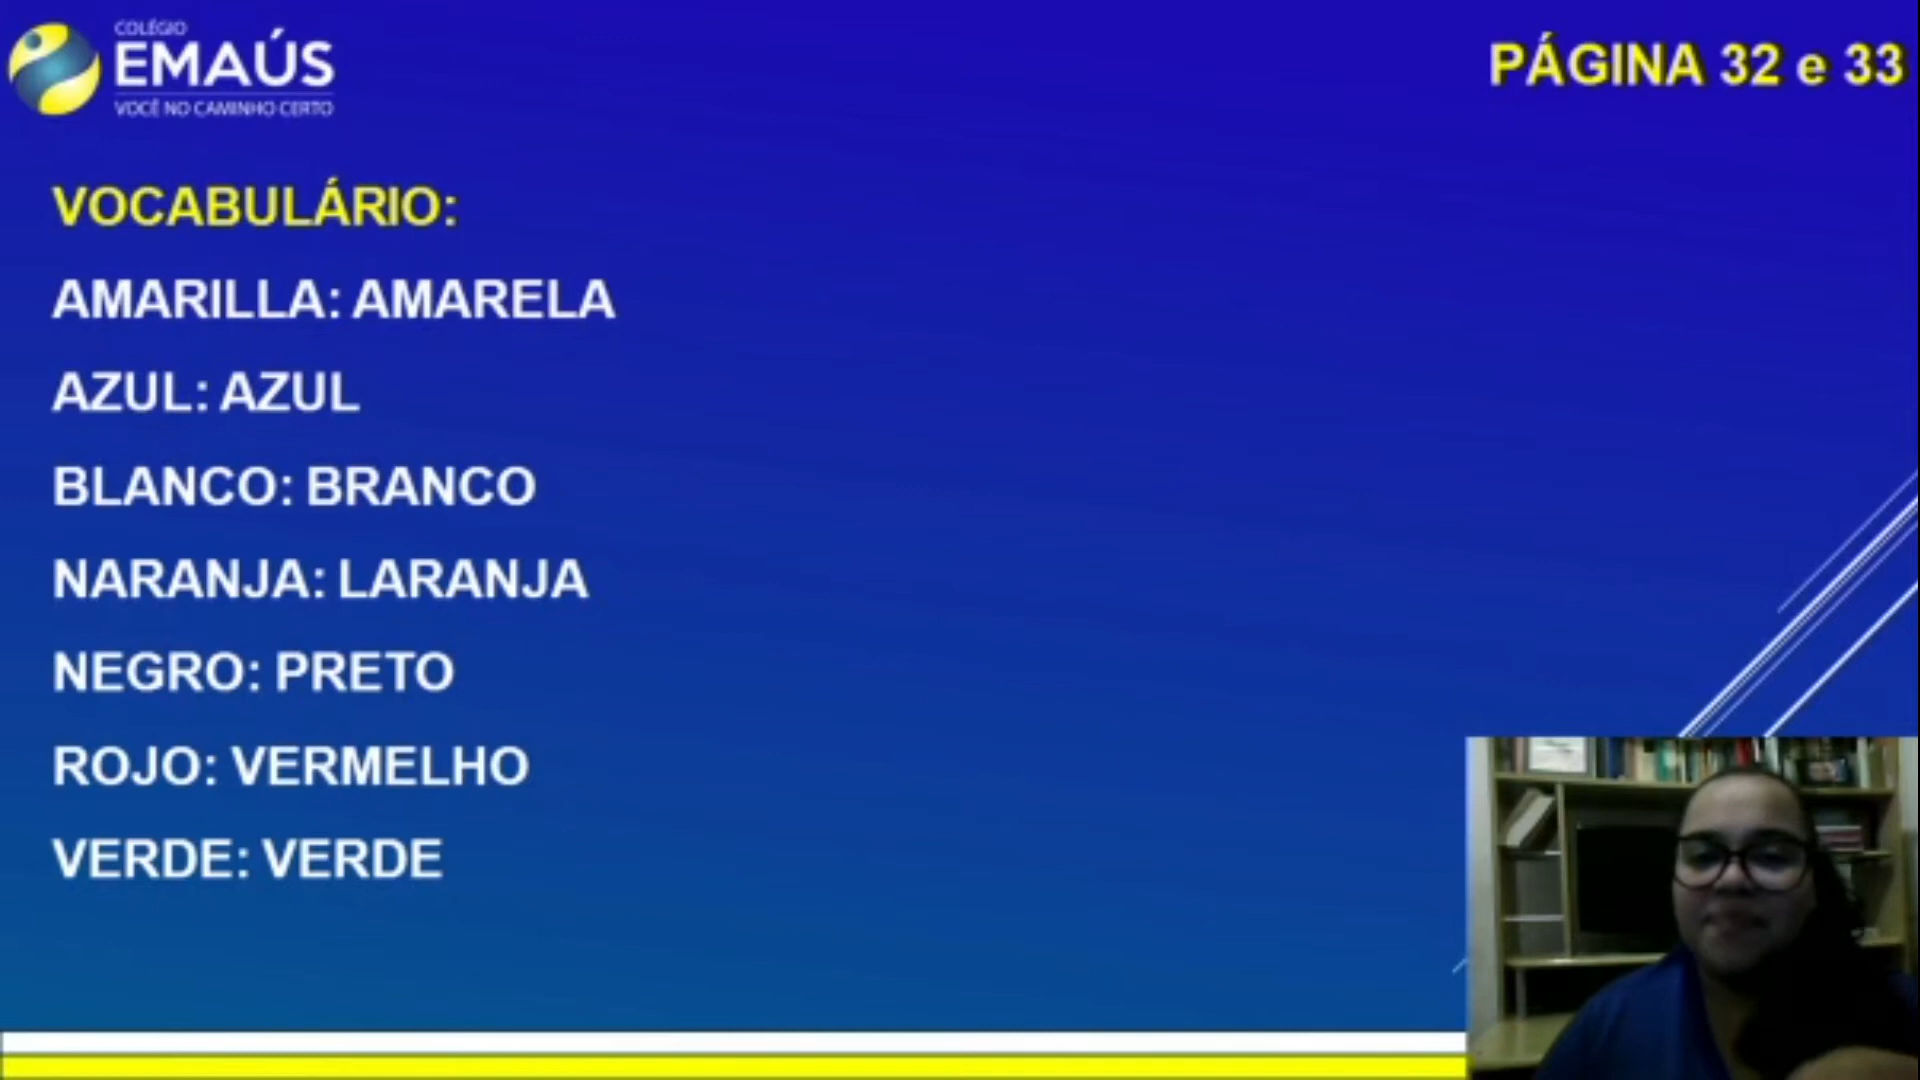 COLÉGIO
EMAÚS
VOCÊ NO CAMINHO CERTO
PÁGINA 32 e 33
VOCABULÁRIO:
AMARILLA: AMARELA
AZUL: AZUL
BLANCO: BRANCO
NARANJA: LARANJA
NEGRO: PRETO
ROJO: VERMELHO
VERDE: VERDE